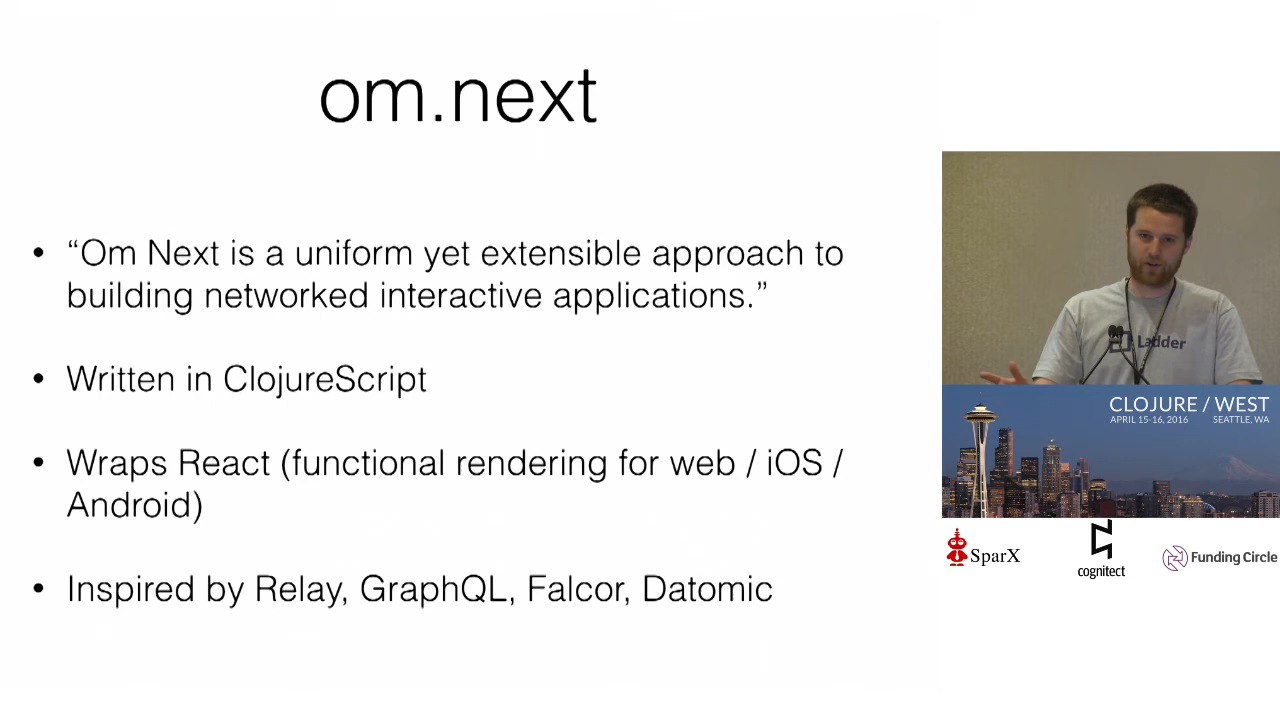 om.next
• “Om Next is a uniform yet extensible approach to
building networked interactive applications.”
• Written in ClojureScript
• Wraps React (functional rendering for web / iOS /
Android)
• Inspired by Relay, GraphQL, Falcor, Datomic
Ladder
CLOJURE / WEST
APRIL 15-16, 2016 SEATTLE, WA
SparX
cognitect
Funding Circle